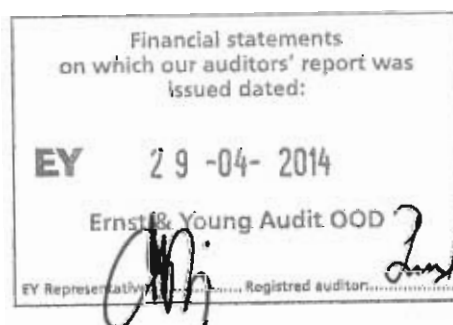 Financial statements
on which our auditors' report was
issued dated:
EY 29 -04- 2014
Ernst & Young Audit OOD
EY Representative.............. Registred auditor:..............